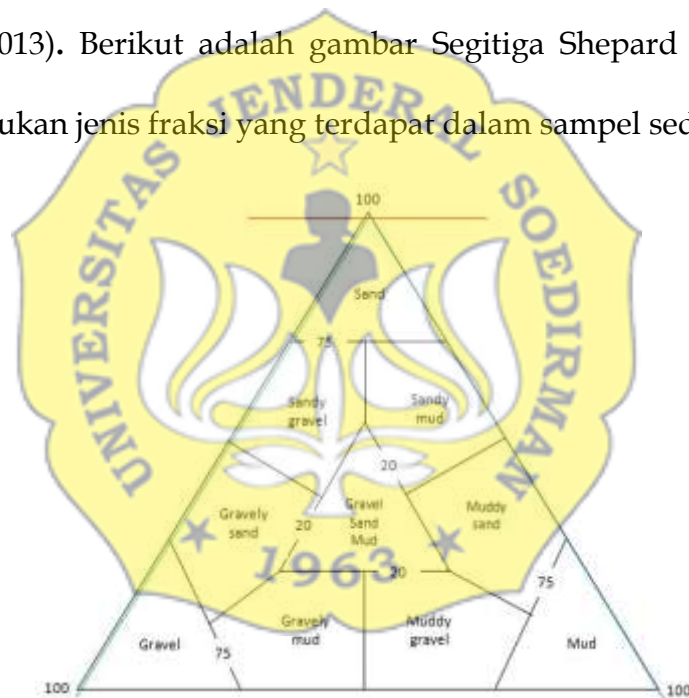 013). Berikut adalah gambar Segitiga Shepard
ukan jenis fraksi yang terdapat dalam sampel sed
UNIVERSITAS JENDERAL SOEDIRMAN
100
Sand
75
Sandy
gravel
Sandy
mud
20
Gravely
sand
20
Gravel
Sand
Mud
Muddy
sand
1963
20
75
Gravel
75
Gravely
mud
Muddy
gravel
Mud
100
100